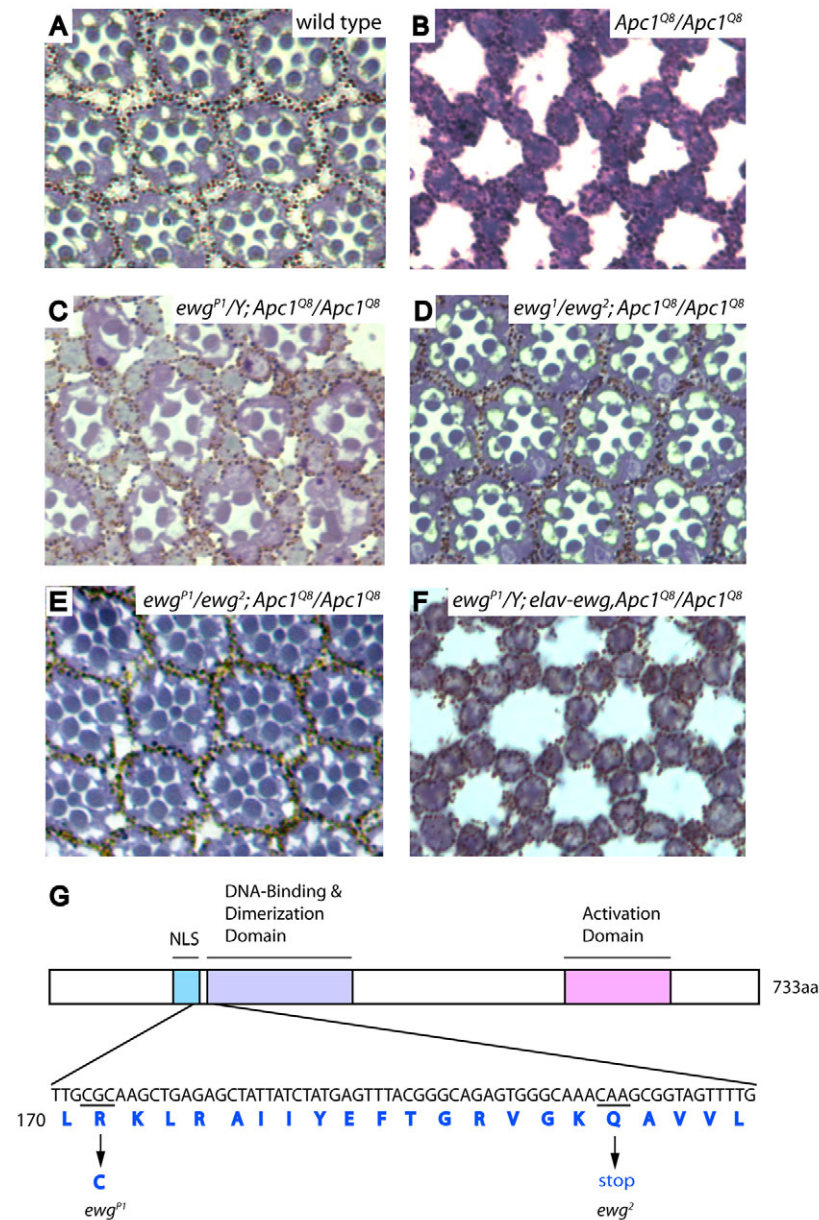 A wild type
B Apc1Q8/Apc1Q8
C ewgP1/Y; Apc1Q8/Apc1Q8
D ewg1/ewg2; Apc1Q8/Apc1Q8
E ewgP1/ewg2; Apc1Q8/Apc1Q8
F ewgP1/Y; elav-ewg,Apc1Q8/Apc1Q8
G
DNA-Binding &
Dimerization
Domain
NLS
Activation
Domain
733aa
TTGCGCAAGCTGAGAGCTATTATCTATGAGTTTACGGGCAGAGTGGGCAAACAAGCGGTAGTTTTG
170 L R K L R A I I Y E F T G R V G K Q A V V L
C stop
ewgP1 ewg2